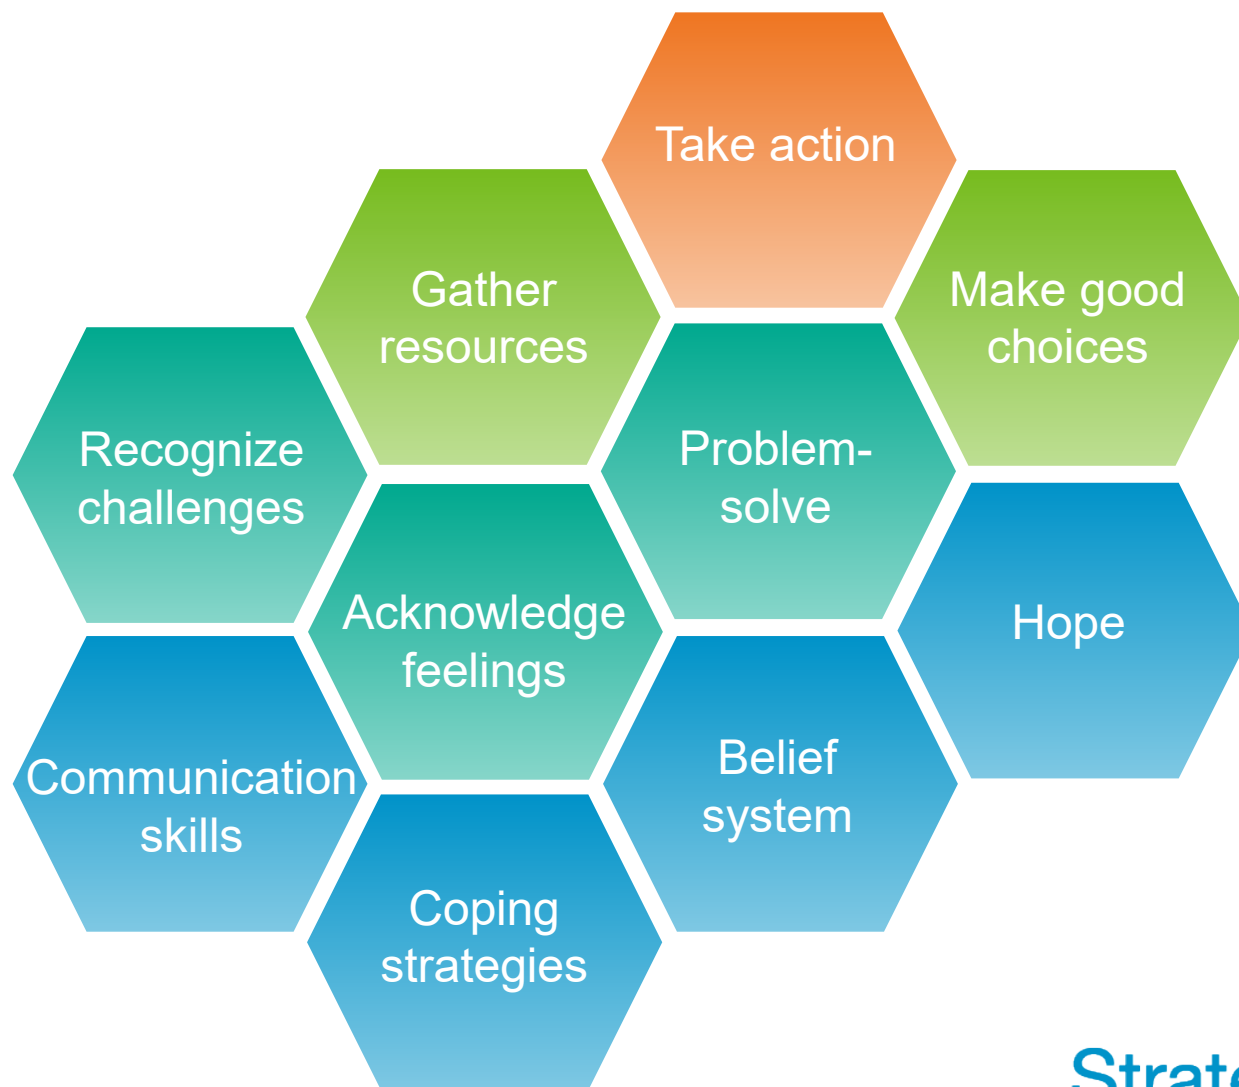 Take action
Gather
resources
Make good
choices
Recognize
challenges
Problem-
solve
Acknowledge
feelings
Hope
Communication
skills
Belief
system
Coping
strategies